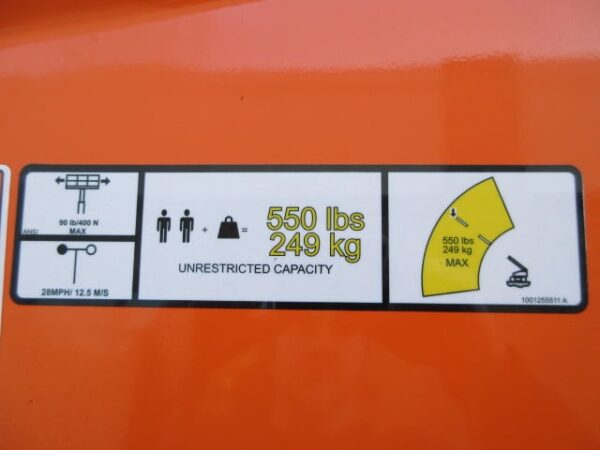 90 lb/400 N
ANSI MAX
28MPH/ 12.5 M/S
+ = 550 lbs
249 kg
UNRESTRICTED CAPACITY
550 lbs
249 kg
MAX
1001255511 A